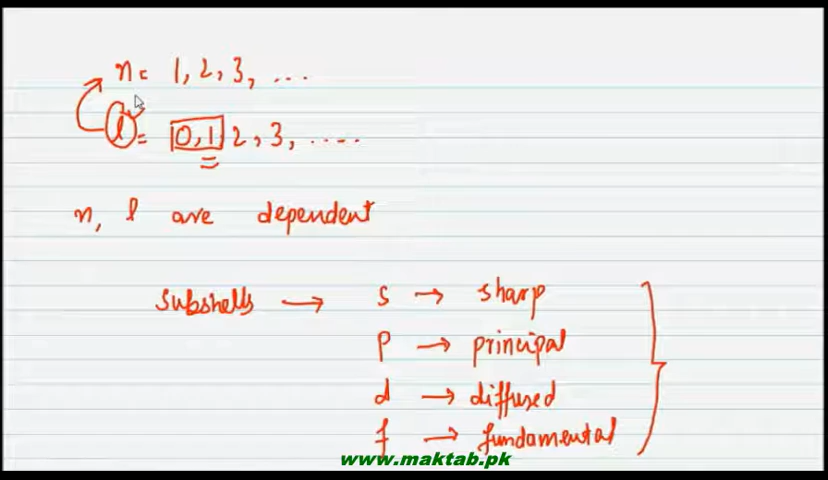 n = 1, 2, 3, ...
l = 0, 1 2, 3, ....
n, l are dependent
Subshells → s → sharp
p → principal
d → diffused
f → fundamental
www.maktab.pk